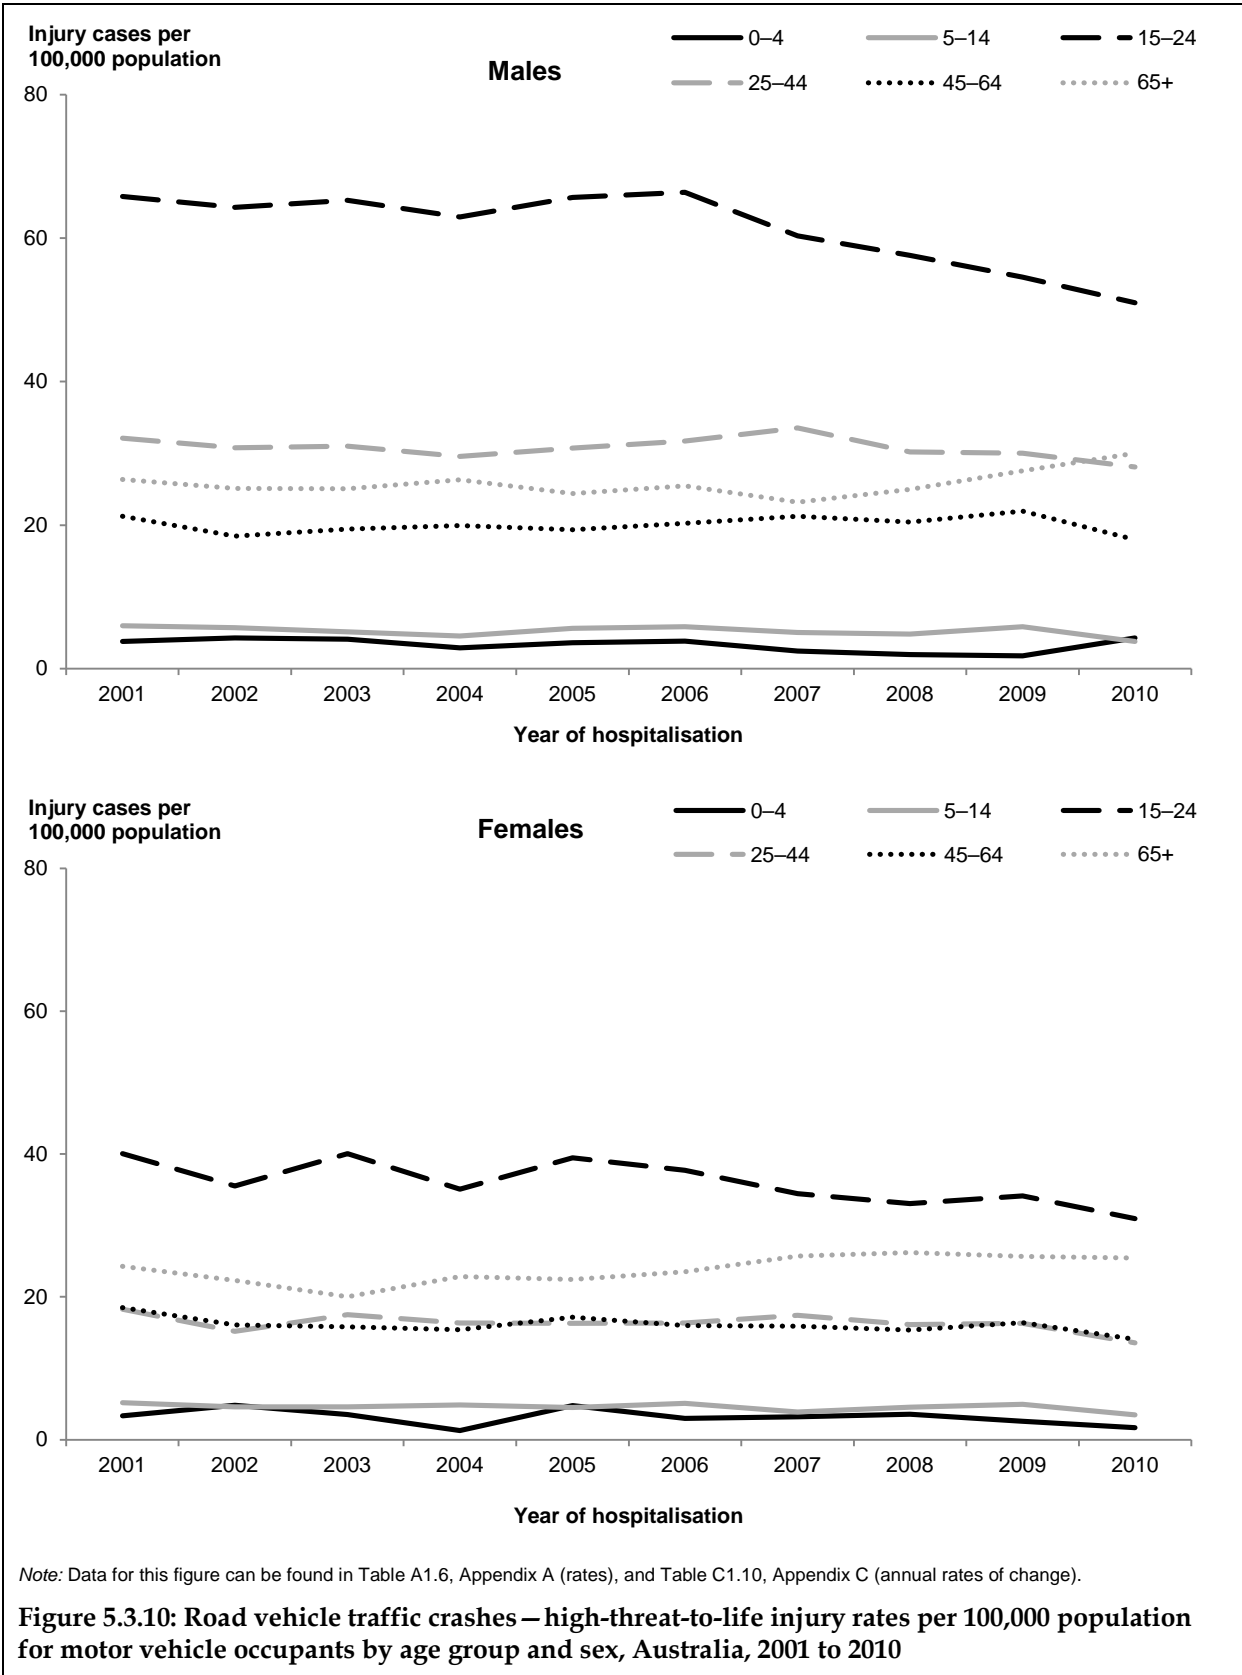 Injury cases per
100,000 population
Males
0–4 5–14 15–24
25–44 45–64 65+
80
60
40
20
0
2001 2002 2003 2004 2005 2006 2007 2008 2009 2010
Year of hospitalisation
Injury cases per
100,000 population
Females
0–4 5–14 15–24
25–44 45–64 65+
80
60
40
20
0
2001 2002 2003 2004 2005 2006 2007 2008 2009 2010
Year of hospitalisation
Note: Data for this figure can be found in Table A1.6, Appendix A (rates), and Table C1.10, Appendix C (annual rates of change).
Figure 5.3.10: Road vehicle traffic crashes—high-threat-to-life injury rates per 100,000 population
for motor vehicle occupants by age group and sex, Australia, 2001 to 2010